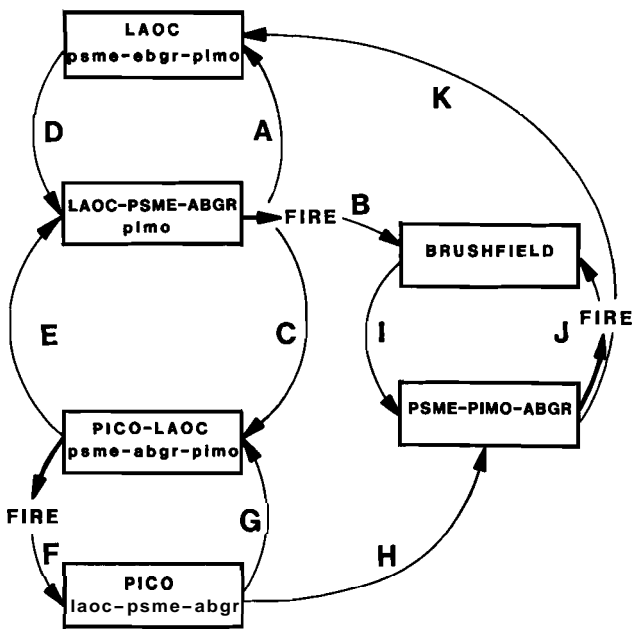 LAOC
psme-ebgr-pimo
K
D
A
LAOC-PSME-ABGR
pimo
FIRE
B
BRUSHFIELD
E
C
I
J
FIRE
PICO-LAOC
psme-abgr-pimo
PSME-PIMO-ABGR
FIRE
G
F
H
PICO
laoc-psme-abgr